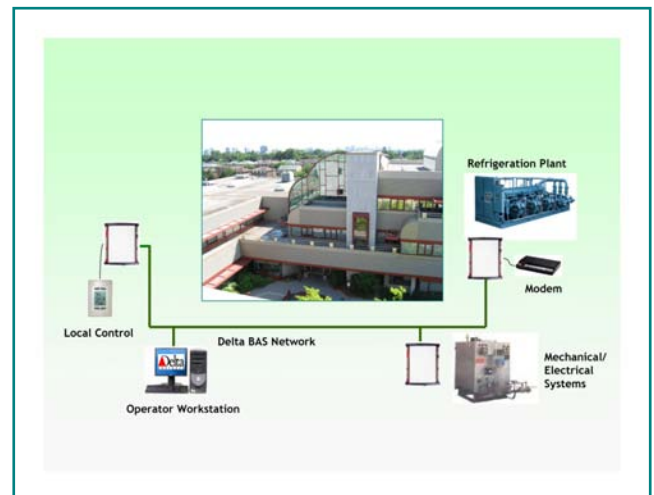 Refrigeration Plant
Modem
Local Control
Delta BAS Network
Mechanical/
Electrical
Systems
Delta
Operator Workstation